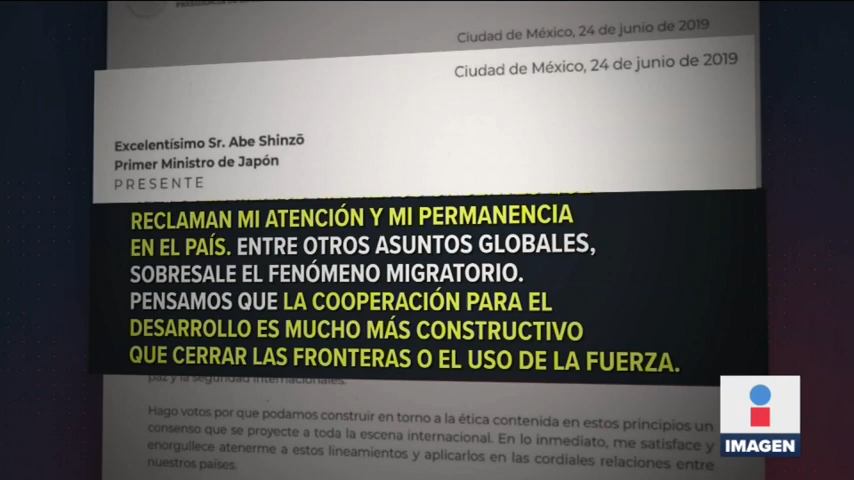 Ciudad de México, 24 de junio de 2019
Ciudad de México, 24 de junio de 2019
Excelentísimo Sr. Abe Shinzō
Primer Ministro de Japón
PRESENTE
RECLAMAN MI ATENCIÓN Y MI PERMANENCIA
EN EL PAÍS. ENTRE OTROS ASUNTOS GLOBALES,
SOBRESALE EL FENÓMENO MIGRATORIO.
PENSAMOS QUE LA COOPERACIÓN PARA EL
DESARROLLO ES MUCHO MÁS CONSTRUCTIVO
QUE CERRAR LAS FRONTERAS O EL USO DE LA FUERZA.
paz y la seguridad internacionales.
Hago votos por que podamos construir en torno a la ética contenida en estos principios un
consenso que se proyecte a toda la escena internacional. En lo inmediato, me satisface y
enorgullece atenerme a estos lineamientos y aplicarlos en las cordiales relaciones entre
nuestros países.
IMAGEN